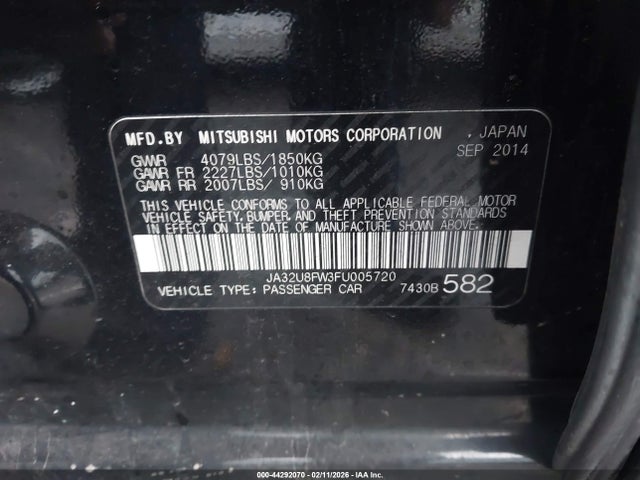 MFD.BY MITSUBISHI MOTORS CORPORATION , JAPAN
SEP 2014
GVWR 4079LBS/1850KG
GAWR FR 2227LBS/1010KG
GAWR RR 2007LBS/ 910KG
THIS VEHICLE CONFORMS TO ALL APPLICABLE FEDERAL MOTOR
VEHICLE SAFETY, BUMPER, AND THEFT PREVENTION STANDARDS
IN EFFECT ON THE DATE OF MANUFACTURE SHOWN ABOVE.
JA32U8FW3FU005720
VEHICLE TYPE: PASSENGER CAR 7430B 582
000-44292070 - 02/11/2026 - IAA Inc.